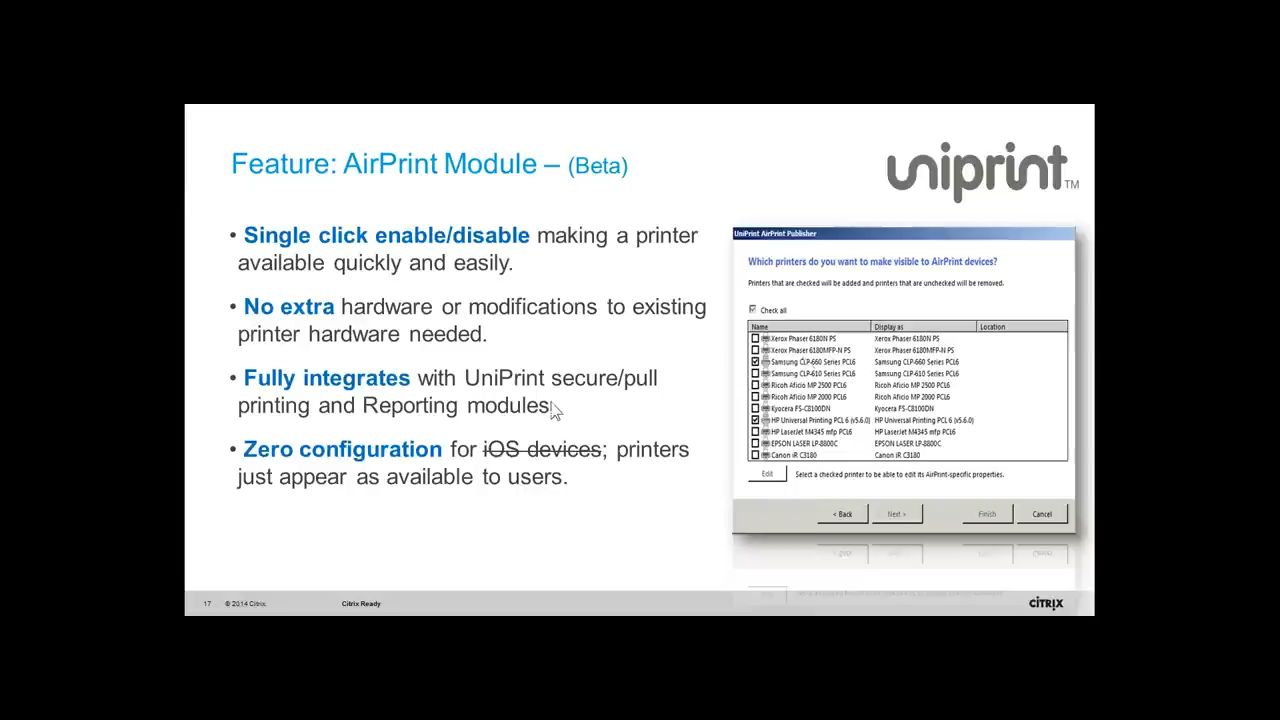 Feature: AirPrint Module – (Beta)
uniprint™
• Single click enable/disable making a printer
available quickly and easily.
• No extra hardware or modifications to existing
printer hardware needed.
• Fully integrates with UniPrint secure/pull
printing and Reporting modules.
• Zero configuration for iOS devices; printers
just appear as available to users.
UniPrint AirPrint Publisher
Which printers do you want to make visible to AirPrint devices?
Printers that are checked will be added and printers that are unchecked will be removed.
Check all
Name Display as Location
Xerox Phaser 6180N PS Xerox Phaser 6180N PS
Xerox Phaser 6180MFP-N PS Xerox Phaser 6180MFP-N PS
Samsung CLP-660 Series PCL6 Samsung CLP-660 Series PCL6
Samsung CLP-610 Series PCL6 Samsung CLP-610 Series PCL6
Ricoh Aficio MP 2500 PCL6 Ricoh Aficio MP 2500 PCL6
Ricoh Aficio MP 2000 PCL6 Ricoh Aficio MP 2000 PCL6
Kyocera FS-C8100DN Kyocera FS-C8100DN
HP Universal Printing PCL 6 (v5.6.0) HP Universal Printing PCL 6 (v5.6.0)
HP LaserJet M4345 mfp PCL6 HP LaserJet M4345 mfp PCL6
EPSON LASER LP-8800C EPSON LASER LP-8800C
Canon iR C3180 Canon iR C3180
Edit Select a checked printer to be able to edit its AirPrint-specific properties.
< Back Next > Finish Cancel
17 © 2014 Citrix. Citrix Ready CİTRIX